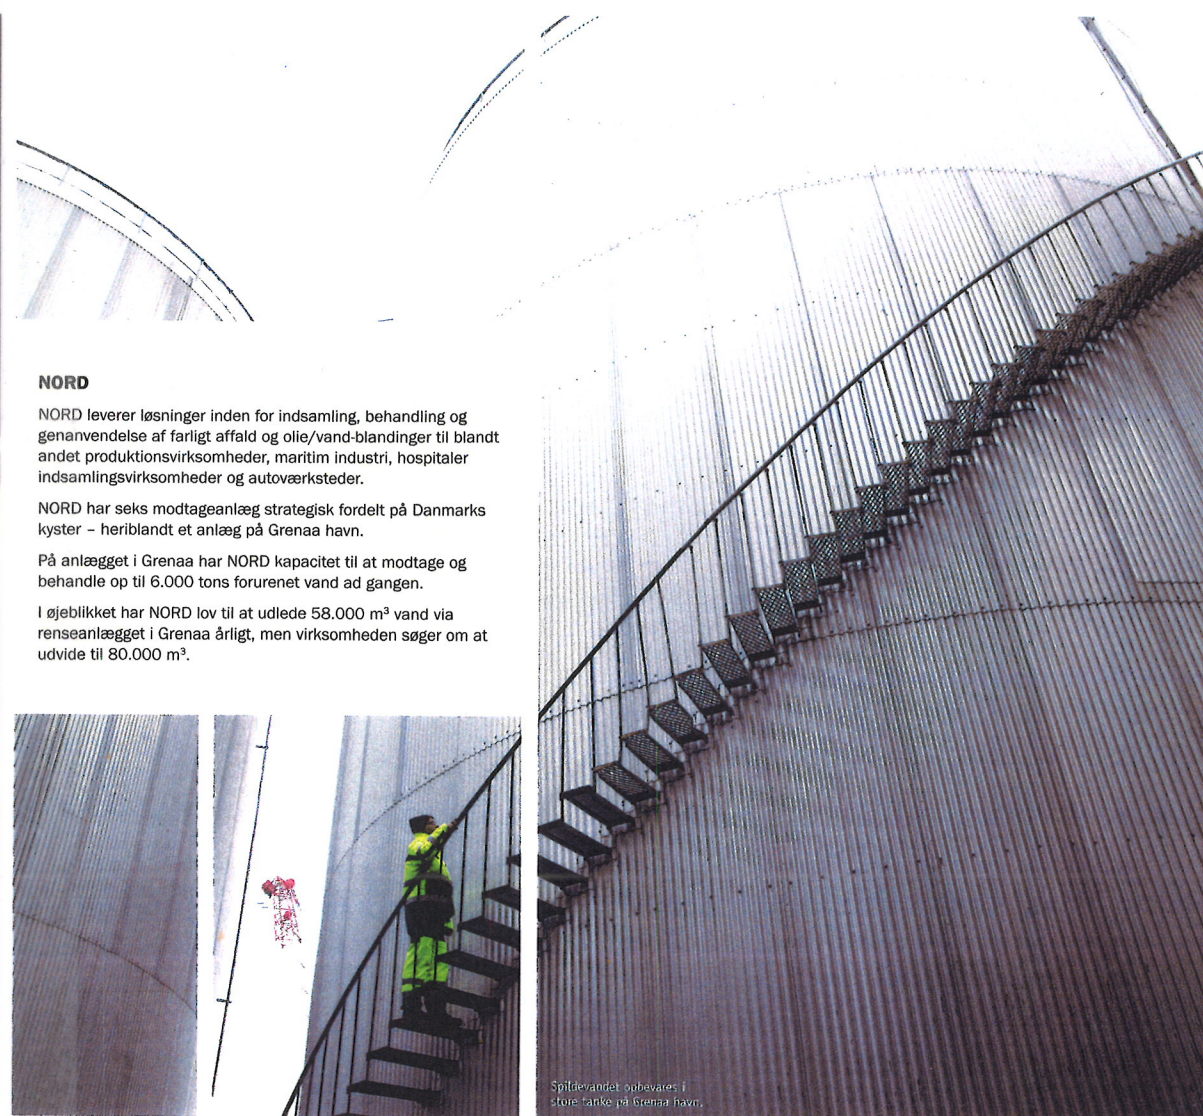 NORD
NORD leverer løsninger inden for indsamling, behandling og
genanvendelse af farligt affald og olie/vand-blandinger til blandt
andet produktionsvirksomheder, maritim industri, hospitaler
indsamlingsvirksomheder og autoværksteder.
NORD har seks modtageanlæg strategisk fordelt på Danmarks
kyster – heriblandt et anlæg på Grenaa havn.
På anlægget i Grenaa har NORD kapacitet til at modtage og
behandle op til 6.000 tons forurenet vand ad gangen.
I øjeblikket har NORD lov til at udlede 58.000 m³ vand via
renseanlægget i Grenaa årligt, men virksomheden søger om at
udvide til 80.000 m³.
Spildevandet opbevares i
store tanke på Grenaa havn.